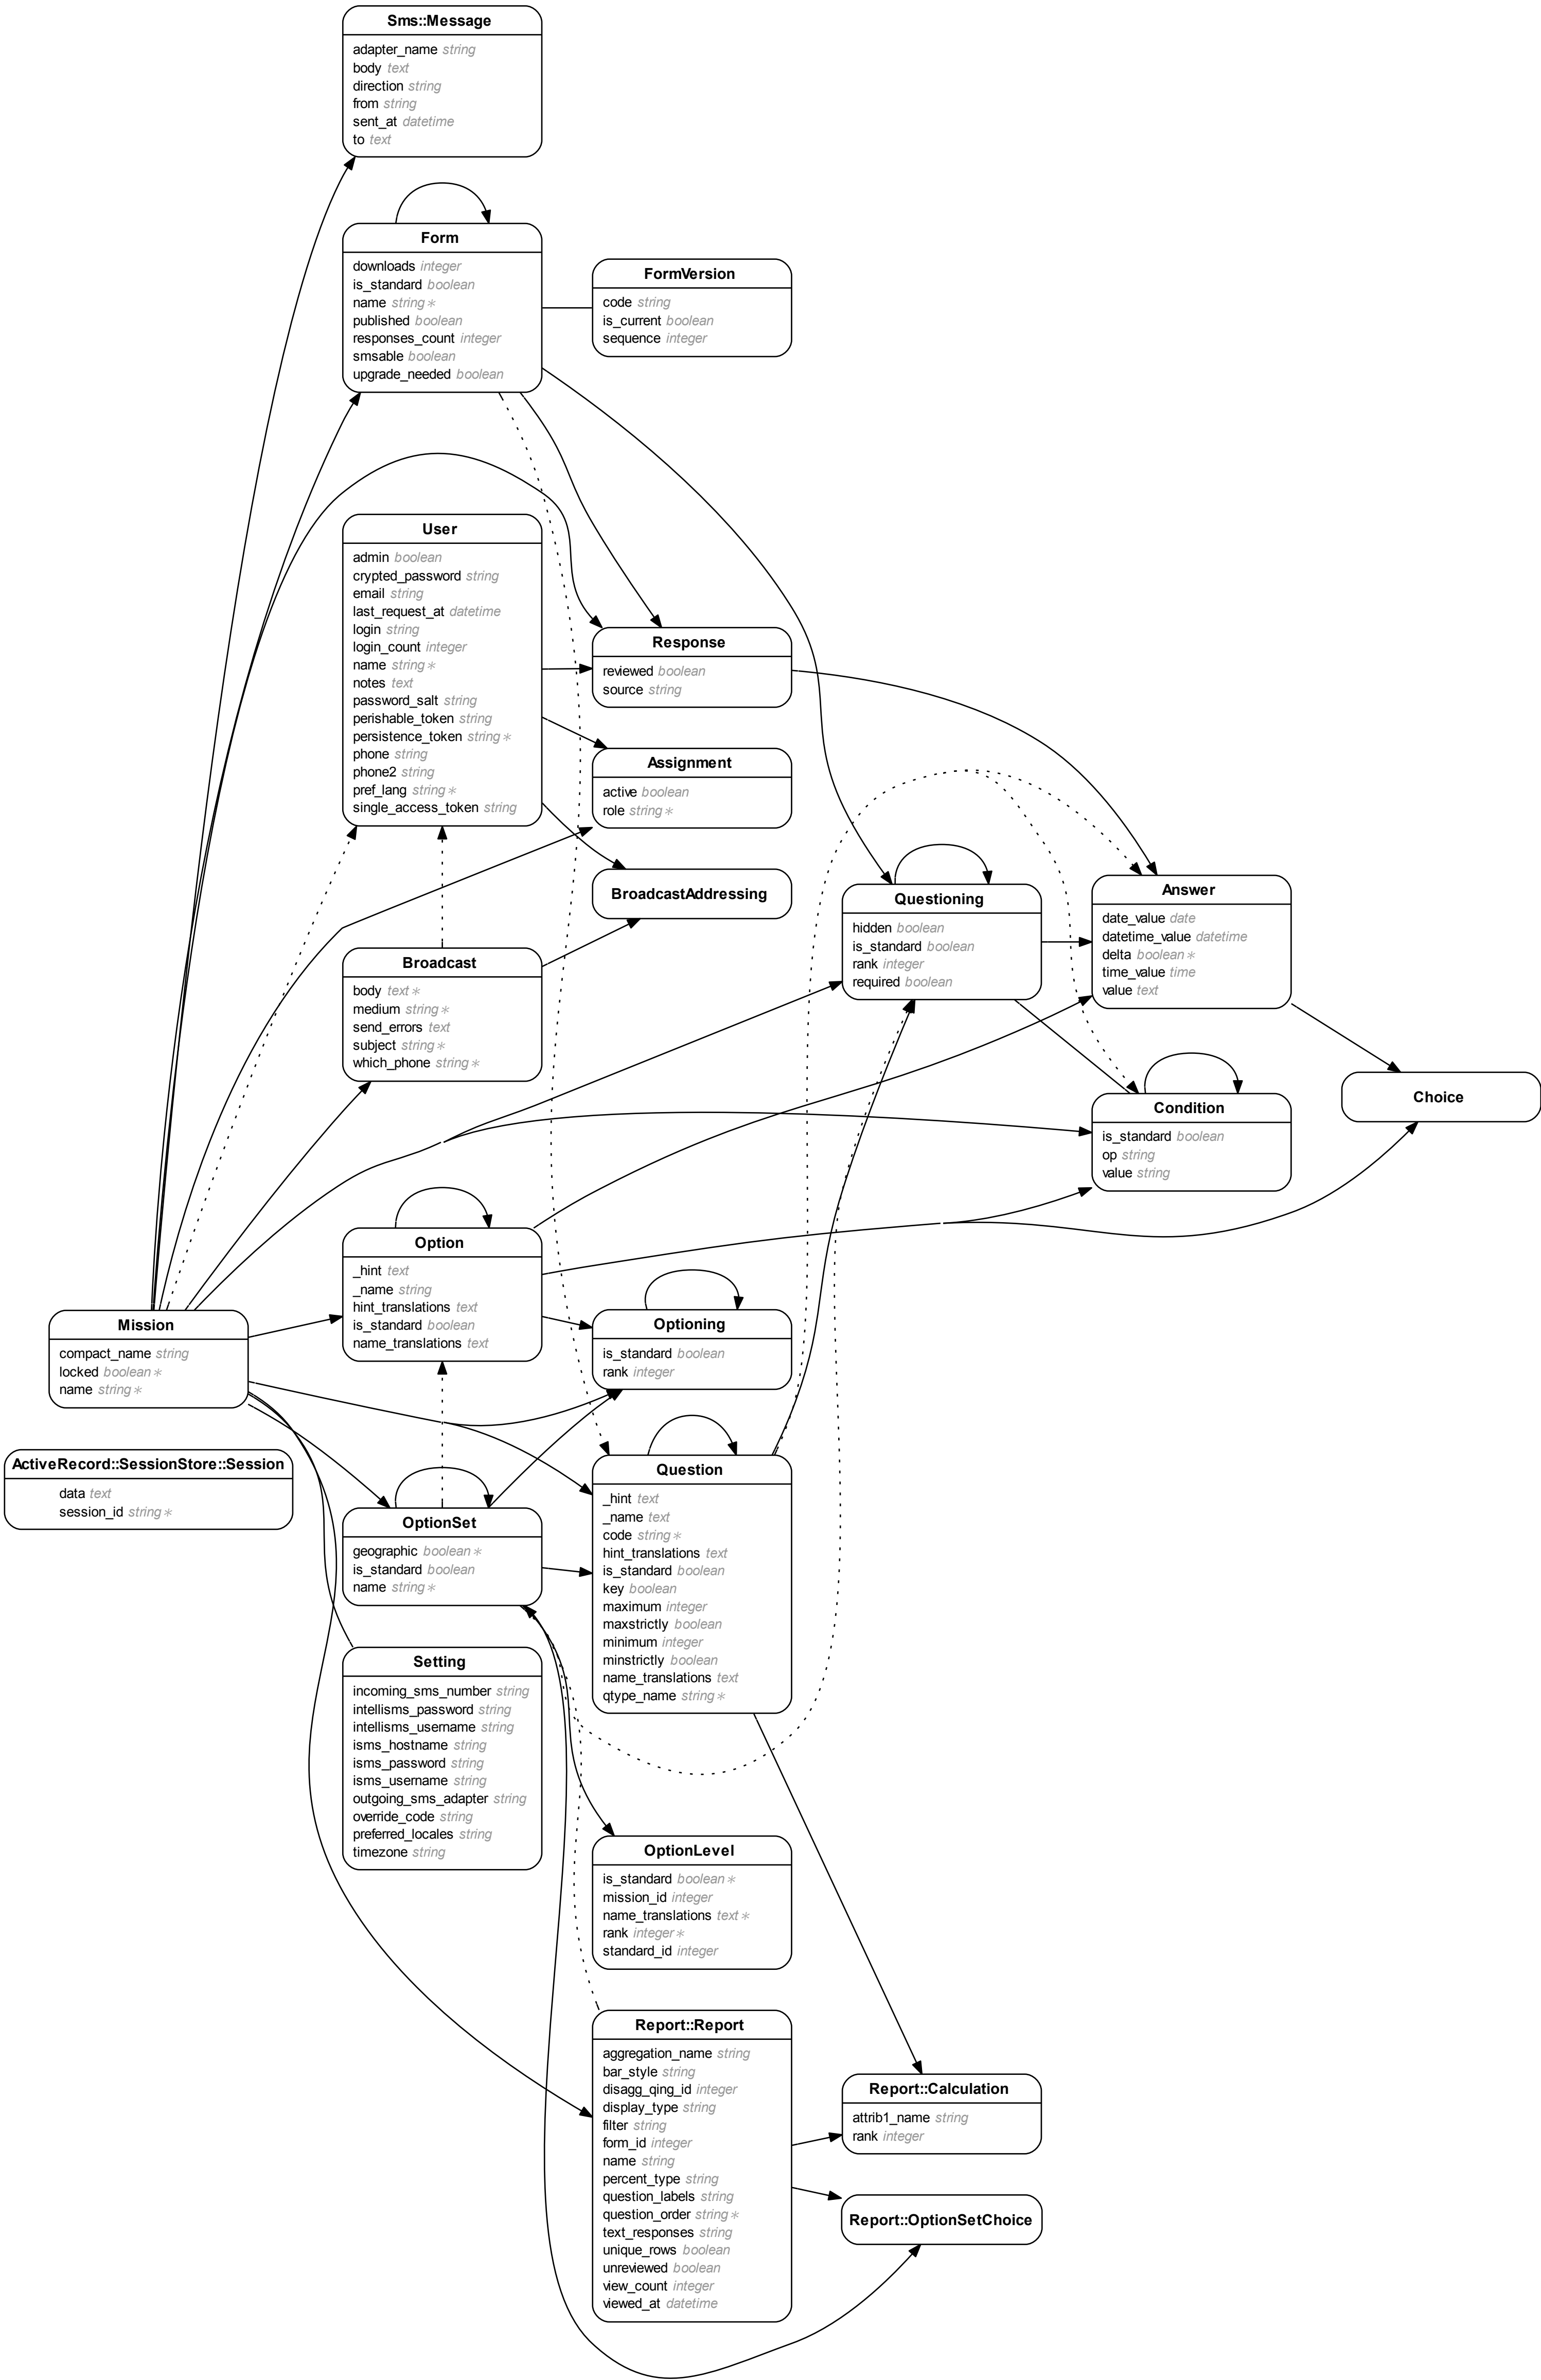 Sms::Message
adapter_name string
body text
direction string
from string
sent_at datetime
to text
Form
downloads integer
is_standard boolean
name string ∗
published boolean
responses_count integer
smsable boolean
upgrade_needed boolean
FormVersion
code string
is_current boolean
sequence integer
User
admin boolean
crypted_password string
email string
last_request_at datetime
login string
login_count integer
name string ∗
notes text
password_salt string
perishable_token string
persistence_token string ∗
phone string
phone2 string
pref_lang string ∗
single_access_token string
Response
reviewed boolean
source string
Assignment
active boolean
role string ∗
BroadcastAddressing
Broadcast
body text ∗
medium string ∗
send_errors text
subject string ∗
which_phone string ∗
Questioning
hidden boolean
is_standard boolean
rank integer
required boolean
Answer
date_value date
datetime_value datetime
delta boolean ∗
time_value time
value text
Condition
is_standard boolean
op string
value string
Choice
Option
_hint text
_name string
hint_translations text
is_standard boolean
name_translations text
Mission
compact_name string
locked boolean ∗
name string ∗
Optioning
is_standard boolean
rank integer
ActiveRecord::SessionStore::Session
data text
session_id string ∗
OptionSet
geographic boolean ∗
is_standard boolean
name string ∗
Question
_hint text
_name text
code string ∗
hint_translations text
is_standard boolean
key boolean
maximum integer
maxstrictly boolean
minimum integer
minstrictly boolean
name_translations text
qtype_name string ∗
Setting
incoming_sms_number string
intellisms_password string
intellisms_username string
isms_hostname string
isms_password string
isms_username string
outgoing_sms_adapter string
override_code string
preferred_locales string
timezone string
OptionLevel
is_standard boolean ∗
mission_id integer
name_translations text ∗
rank integer ∗
standard_id integer
Report::Report
aggregation_name string
bar_style string
disagg_qing_id integer
display_type string
filter string
form_id integer
name string
percent_type string
question_labels string
question_order string ∗
text_responses string
unique_rows boolean
unreviewed boolean
view_count integer
viewed_at datetime
Report::Calculation
attrib1_name string
rank integer
Report::OptionSetChoice